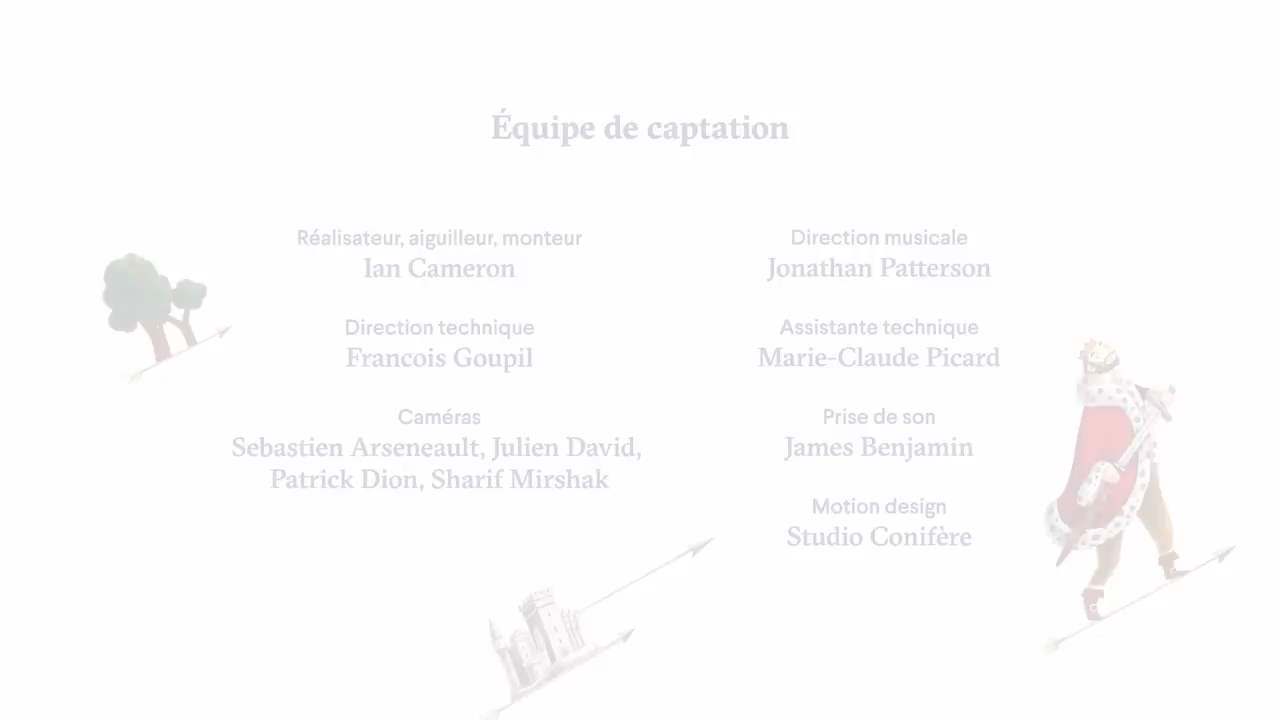 Équipe de captation
Réalisateur, aiguilleur, monteur
Ian Cameron
Direction technique
Francois Goupil
Caméras
Sebastien Arseneault, Julien David,
Patrick Dion, Sharif Mirshak
Direction musicale
Jonathan Patterson
Assistante technique
Marie-Claude Picard
Prise de son
James Benjamin
Motion design
Studio Conifère